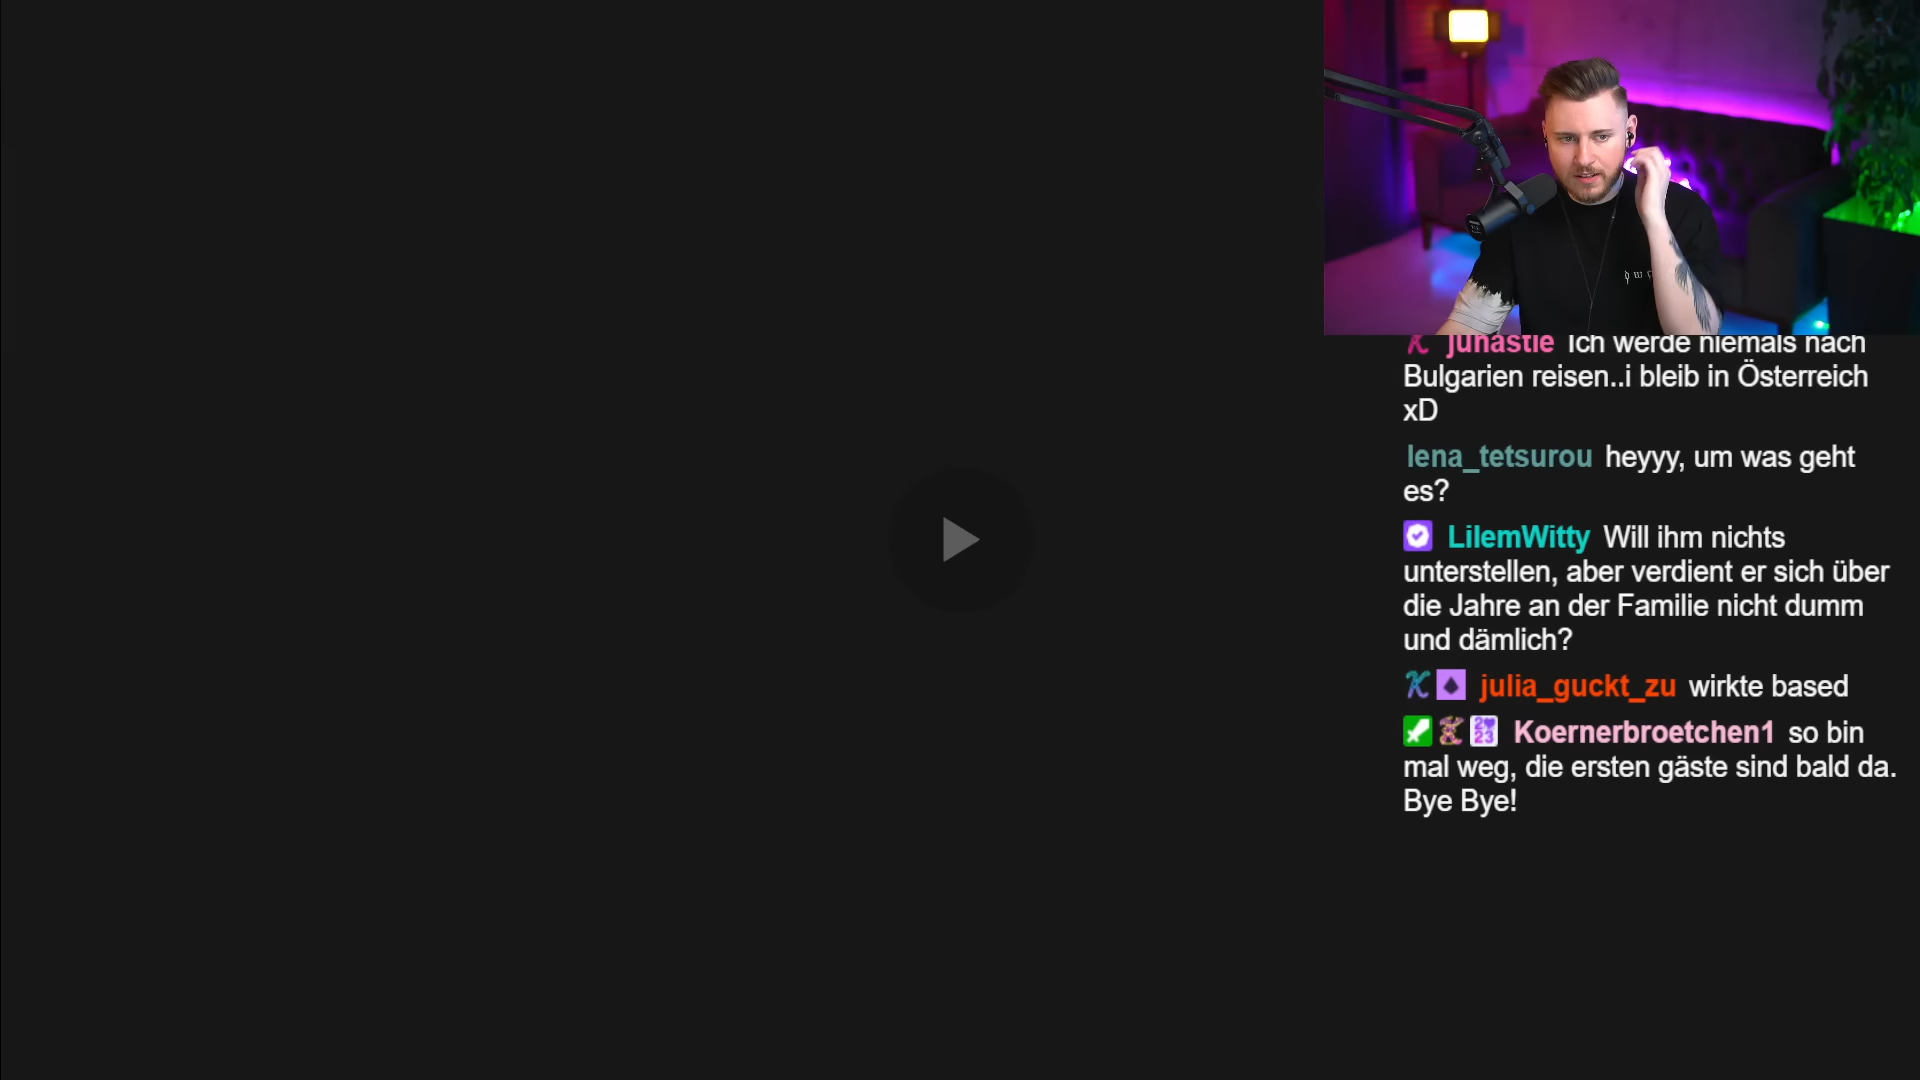 junastie Ich werde niemals nach
Bulgarien reisen..i bleib in Österreich
xD
lena_tetsurou heyyy, um was geht
es?
LilemWitty Will ihm nichts
unterstellen, aber verdient er sich über
die Jahre an der Familie nicht dumm
und dämlich?
julia_guckt_zu wirkte based
Koernerbroetchen1 so bin
mal weg, die ersten gäste sind bald da.
Bye Bye!